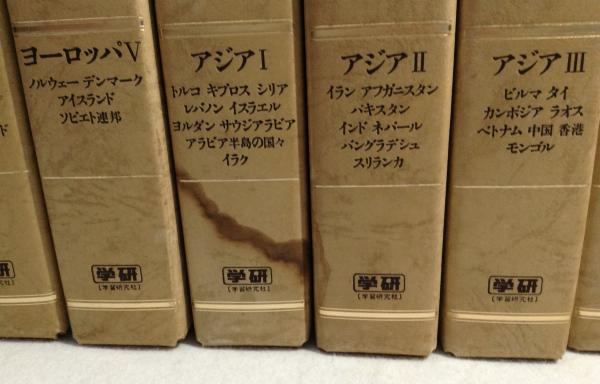 ヨーロッパV
ノルウェー デンマーク
アイスランド
ソビエト連邦
学研
[学習研究社]
アジアI
トルコ キプロス シリア
レバノン イスラエル
ヨルダン サウジアラビア
アラビア半島の国々
イラク
学研
[学習研究社]
アジアII
イラン アフガニスタン
パキスタン
インド ネパール
バングラデシュ
スリランカ
学研
[学習研究社]
アジアIII
ビルマ タイ
カンボジア ラオス
ベトナム 中国 香港
モンゴル
学研
[学習研究社]